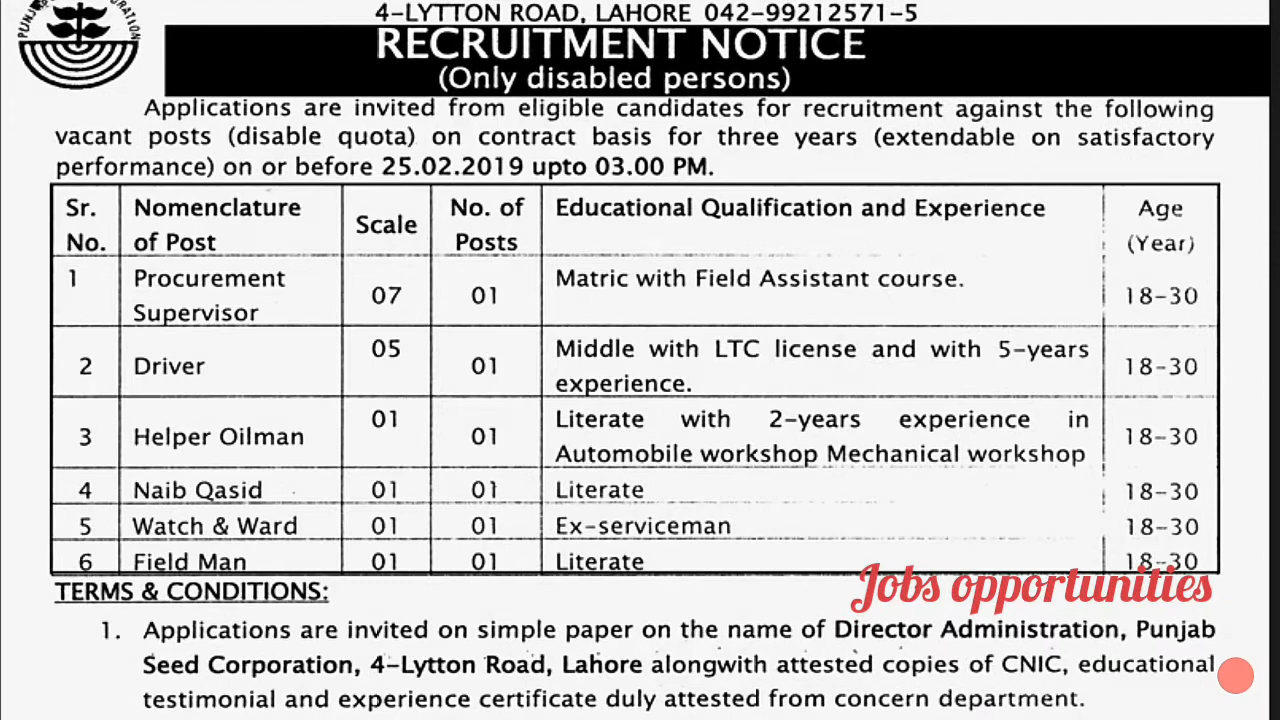 4-LYTTON ROAD, LAHORE 042-99212571-5
RECRUITMENT NOTICE
(Only disabled persons)
Applications are invited from eligible candidates for recruitment against the following
vacant posts (disable quota) on contract basis for three years (extendable on satisfactory
performance) on or before 25.02.2019 upto 03.00 PM.
Sr. No. Nomenclature of Post Scale No. of Posts Educational Qualification and Experience Age (Year)
1 Procurement Supervisor 07 01 Matric with Field Assistant course. 18-30
2 Driver 05 01 Middle with LTC license and with 5-years experience. 18-30
3 Helper Oilman 01 01 Literate with 2-years experience in Automobile workshop Mechanical workshop 18-30
4 Naib Qasid 01 01 Literate 18-30
5 Watch & Ward 01 01 Ex-serviceman 18-30
6 Field Man 01 01 Literate 18-30
Jobs opportunities
TERMS & CONDITIONS:
1. Applications are invited on simple paper on the name of Director Administration, Punjab
Seed Corporation, 4-Lytton Road, Lahore alongwith attested copies of CNIC, educational
testimonial and experience certificate duly attested from concern department.